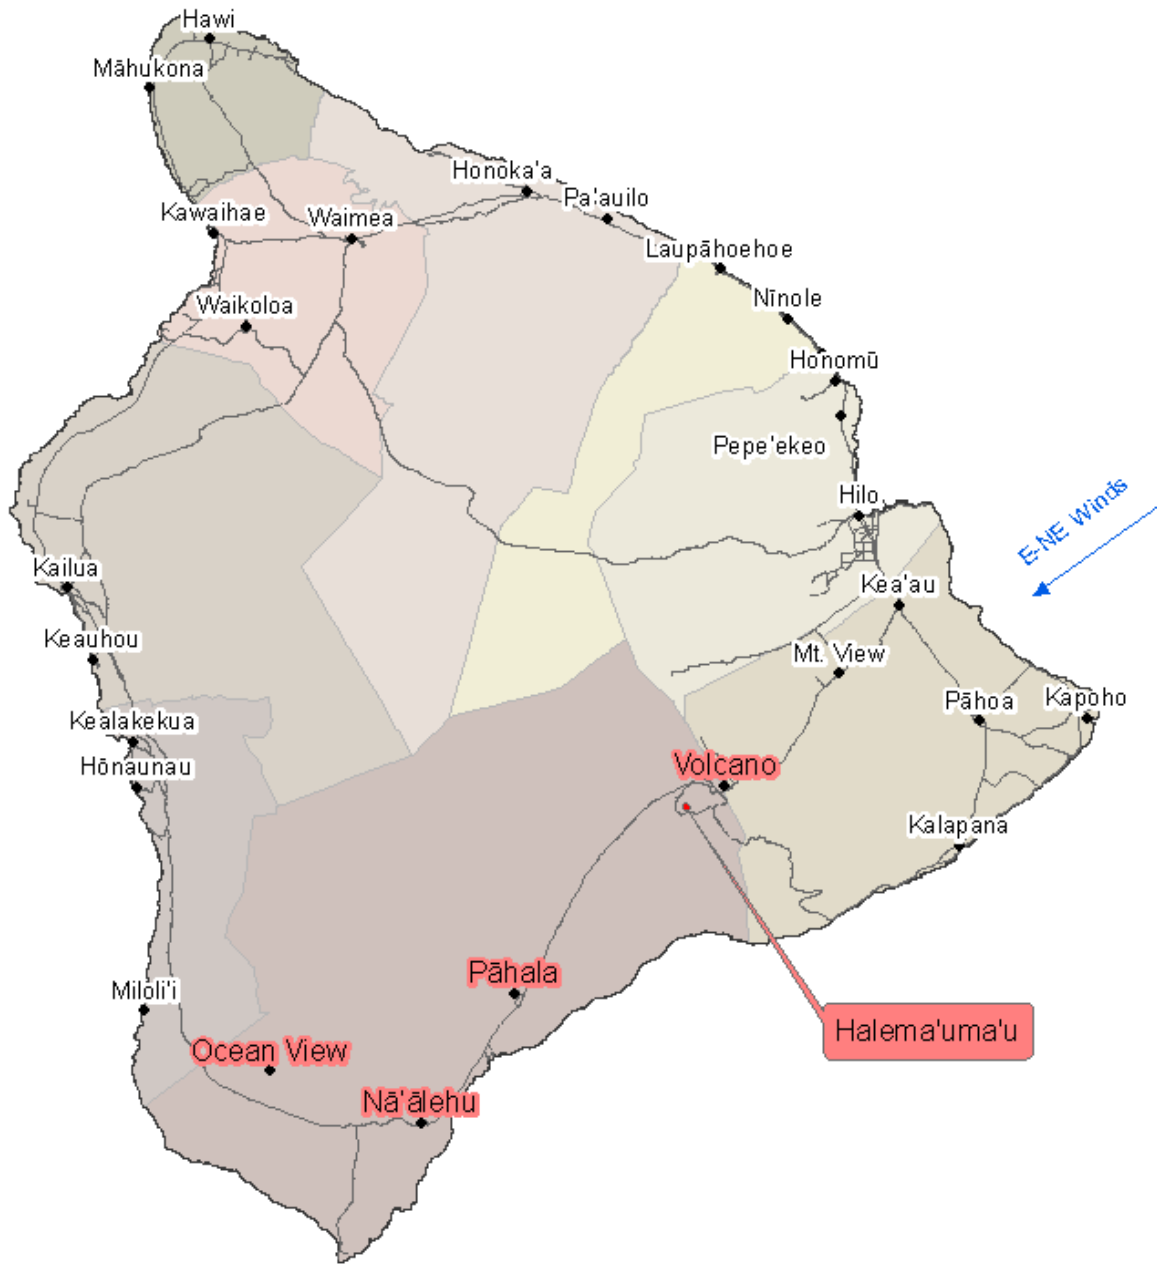 Hawi
Māhukona
Honoka'a
Pa'auilo
Kawaihae
Waimea
Laupāhoehoe
Waikoloa
Nīnole
Honomū
Pepe'ekeo
Hilo
E-NE Winds
Kailua
Kea'au
Keauhou
Mt. View
Kealakekua
Pāhoa
Kapoho
Hōnaunau
Volcano
Kalapana
Pāhala
Miloli'i
Halema'uma'u
Ocean View
Nā'ālehu